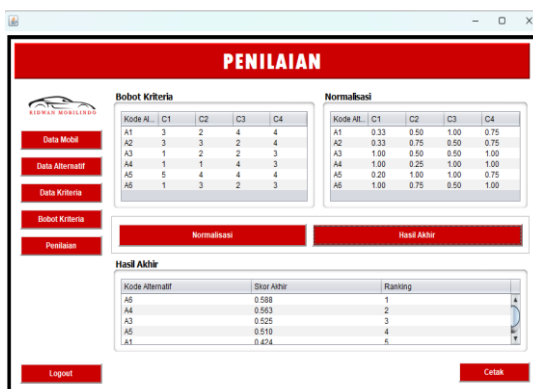 PENILAIAN
RIDWAN MOBILINDO
Data Mobil
Data Alternatif
Data Kriteria
Bobot Kriteria
Penilaian
Logout
Bobot Kriteria
Kode Al... C1 C2 C3 C4
A1 3 2 4 4
A2 3 3 2 4
A3 1 2 2 3
A4 1 1 4 3
A5 5 4 4 4
A6 1 3 2 3
Normalisasi
Kode Alt... C1 C2 C3 C4
A1 0.33 0.50 1.00 0.75
A2 0.33 0.75 0.50 0.75
A3 1.00 0.50 0.50 1.00
A4 1.00 0.25 1.00 1.00
A5 0.20 1.00 1.00 0.75
A6 1.00 0.75 0.50 1.00
Normalisasi
Hasil Akhir
Hasil Akhir
Kode Alternatif Skor Akhir Ranking
A6 0.588 1
A4 0.563 2
A3 0.525 3
A5 0.510 4
A1 0.424 5
Cetak